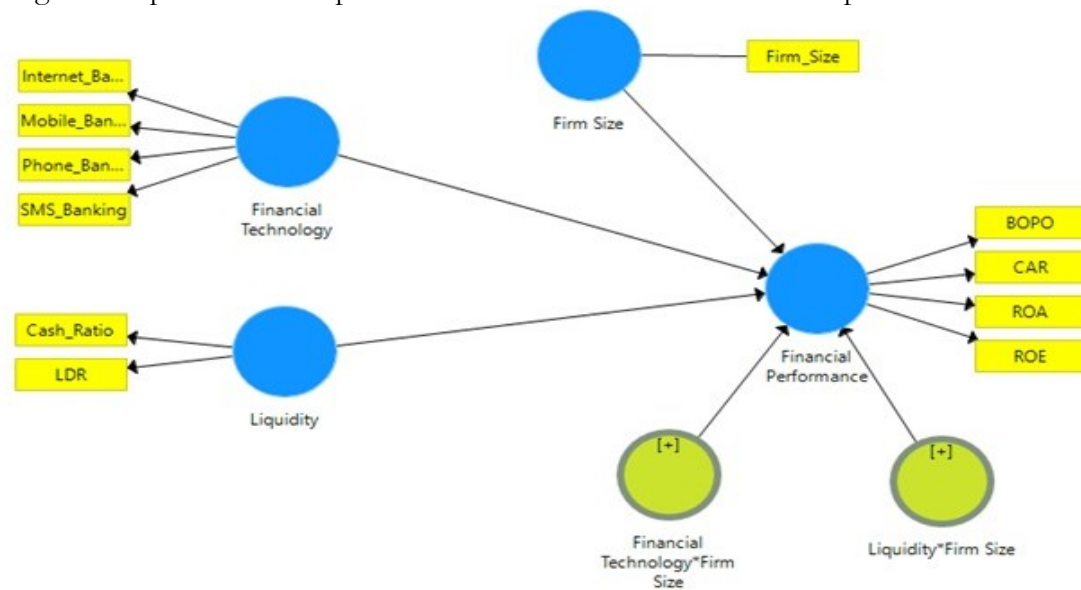 Internet_Ba...
Mobile_Ban...
Phone_Ban...
SMS_Banking
Financial
Technology
Firm_Size
Firm Size
Cash_Ratio
LDR
Liquidity
BOPO
CAR
ROA
ROE
Financial
Performance
[+]
Financial
Technology*Firm
Size
[+]
Liquidity*Firm Size